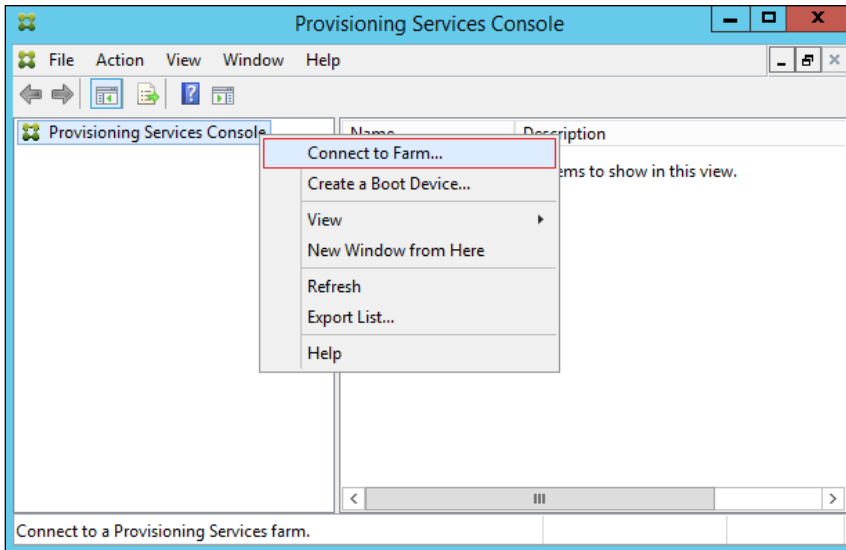 Provisioning Services Console
File Action View Window Help
Provisioning Services Console
Name Description
Connect to Farm...
ems to show in this view.
Create a Boot Device...
View
New Window from Here
Refresh
Export List...
Help
Connect to a Provisioning Services farm.